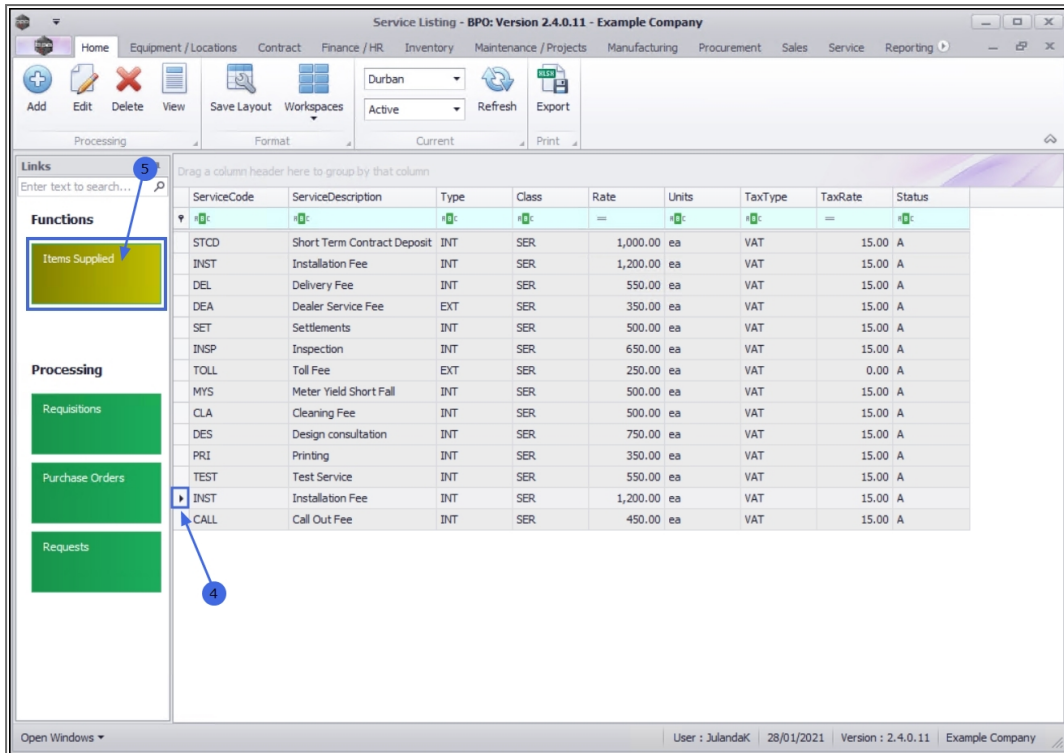 Service Listing - BPO: Version 2.4.0.11 - Example Company
Home Equipment / Locations Contract Finance / HR Inventory Maintenance / Projects Manufacturing Procurement Sales Service Reporting
Add Edit Delete View Save Layout Workspaces Durban Active Refresh Export
Processing Format Current Print
Links
5
Drag a column header here to group by that column
Enter text to search...
ServiceCode ServiceDescription Type Class Rate Units TaxType TaxRate Status
Functions
Items Supplied
STCD Short Term Contract Deposit INT SER 1,000.00 ea VAT 15.00 A
INST Installation Fee INT SER 1,200.00 ea VAT 15.00 A
DEL Delivery Fee INT SER 550.00 ea VAT 15.00 A
DEA Dealer Service Fee EXT SER 350.00 ea VAT 15.00 A
SET Settlements INT SER 500.00 ea VAT 15.00 A
INSP Inspection INT SER 650.00 ea VAT 15.00 A
TOLL Toll Fee EXT SER 250.00 ea VAT 0.00 A
MYS Meter Yield Short Fall INT SER 500.00 ea VAT 15.00 A
CLA Cleaning Fee INT SER 500.00 ea VAT 15.00 A
DES Design consultation INT SER 750.00 ea VAT 15.00 A
PRI Printing INT SER 350.00 ea VAT 15.00 A
TEST Test Service INT SER 550.00 ea VAT 15.00 A
INST Installation Fee INT SER 1,200.00 ea VAT 15.00 A
CALL Call Out Fee INT SER 450.00 ea VAT 15.00 A
Processing
Requisitions
Purchase Orders
Requests
4
Open Windows User : JulandaK 28/01/2021 Version : 2.4.0.11 Example Company